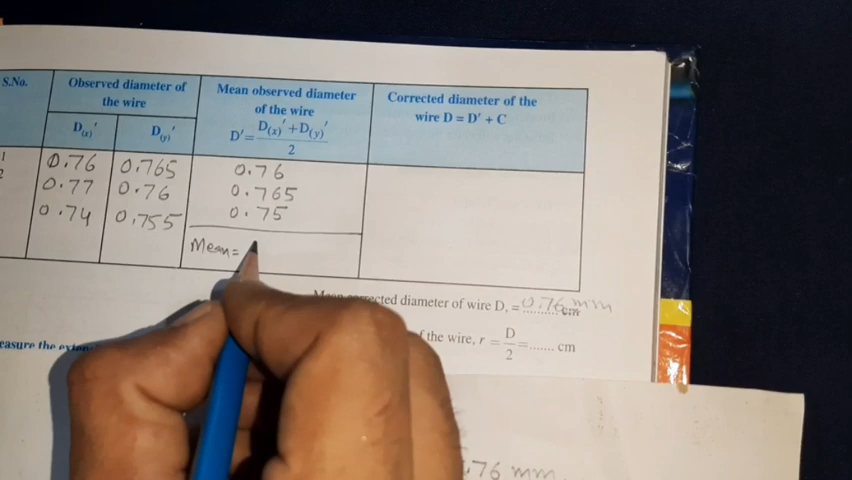 S.No. Observed diameter of the wire Mean observed diameter of the wire Corrected diameter of the wire D = D' + C
D(x)' D(y)' D' = D(x)' + D(y)' / 2
1 0.76 0.765 0.76
2 0.77 0.76 0.765
0.74 0.755 0.75
Mean =
corrected diameter of wire D, = 0.76 mm cm
the wire, r = D/2 = ....... cm
easure the
.76 mm